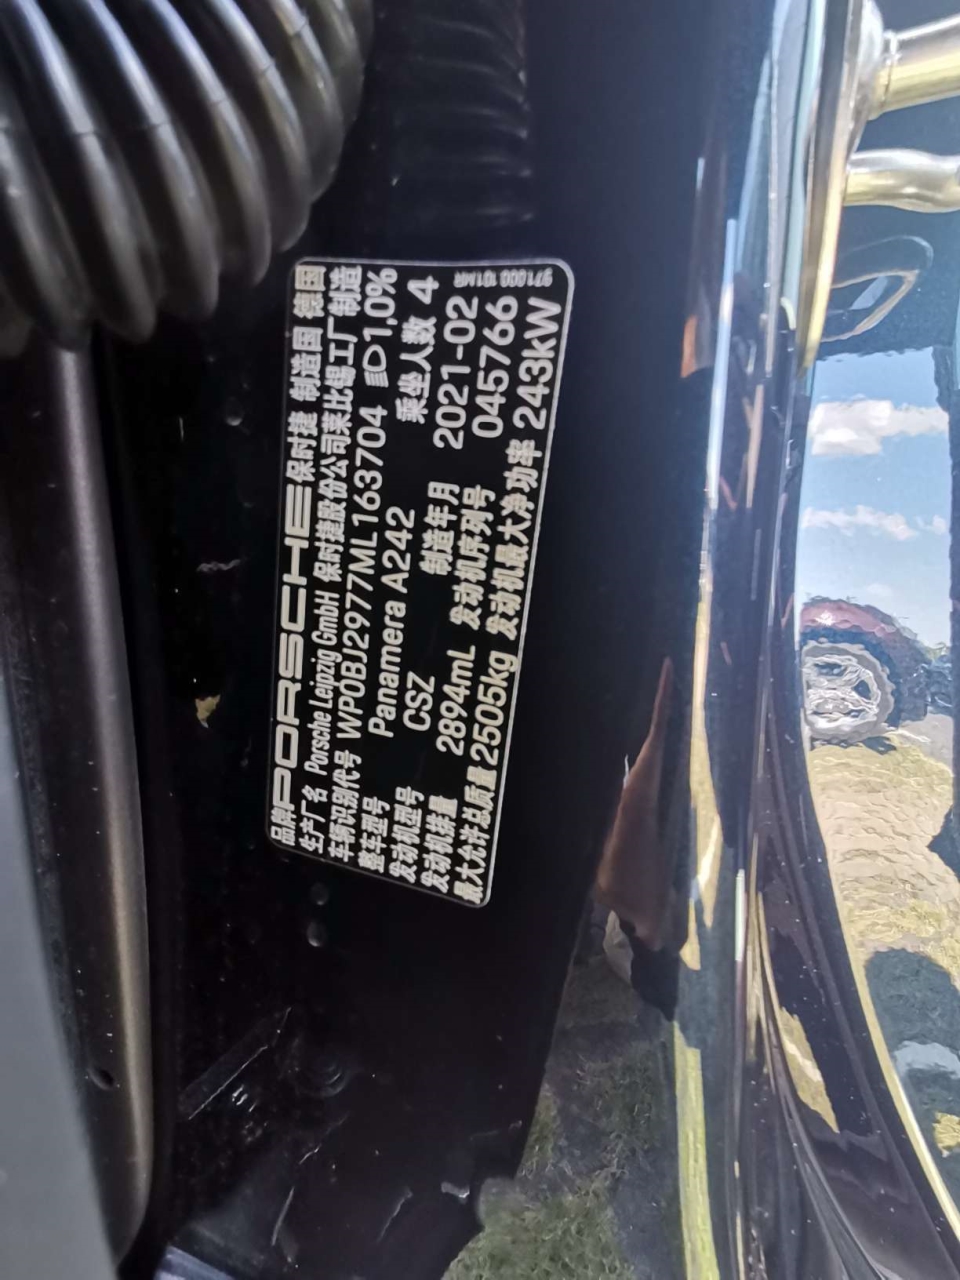 品牌 PORSCHE 保时捷 制造国 德国
生产厂名 Porsche Leipzig GmbH 保时捷股份公司莱比锡工厂制造
车辆识别代号 WP0BJ2977ML163704 1.0%
整车型号 Panamera A242 乘坐人数 4
发动机型号 CSZ 制造年月 2021-02
发动机排量 2894mL 发动机序列号 045766
最大允许总质量 2505kg 发动机最大净功率 243kW